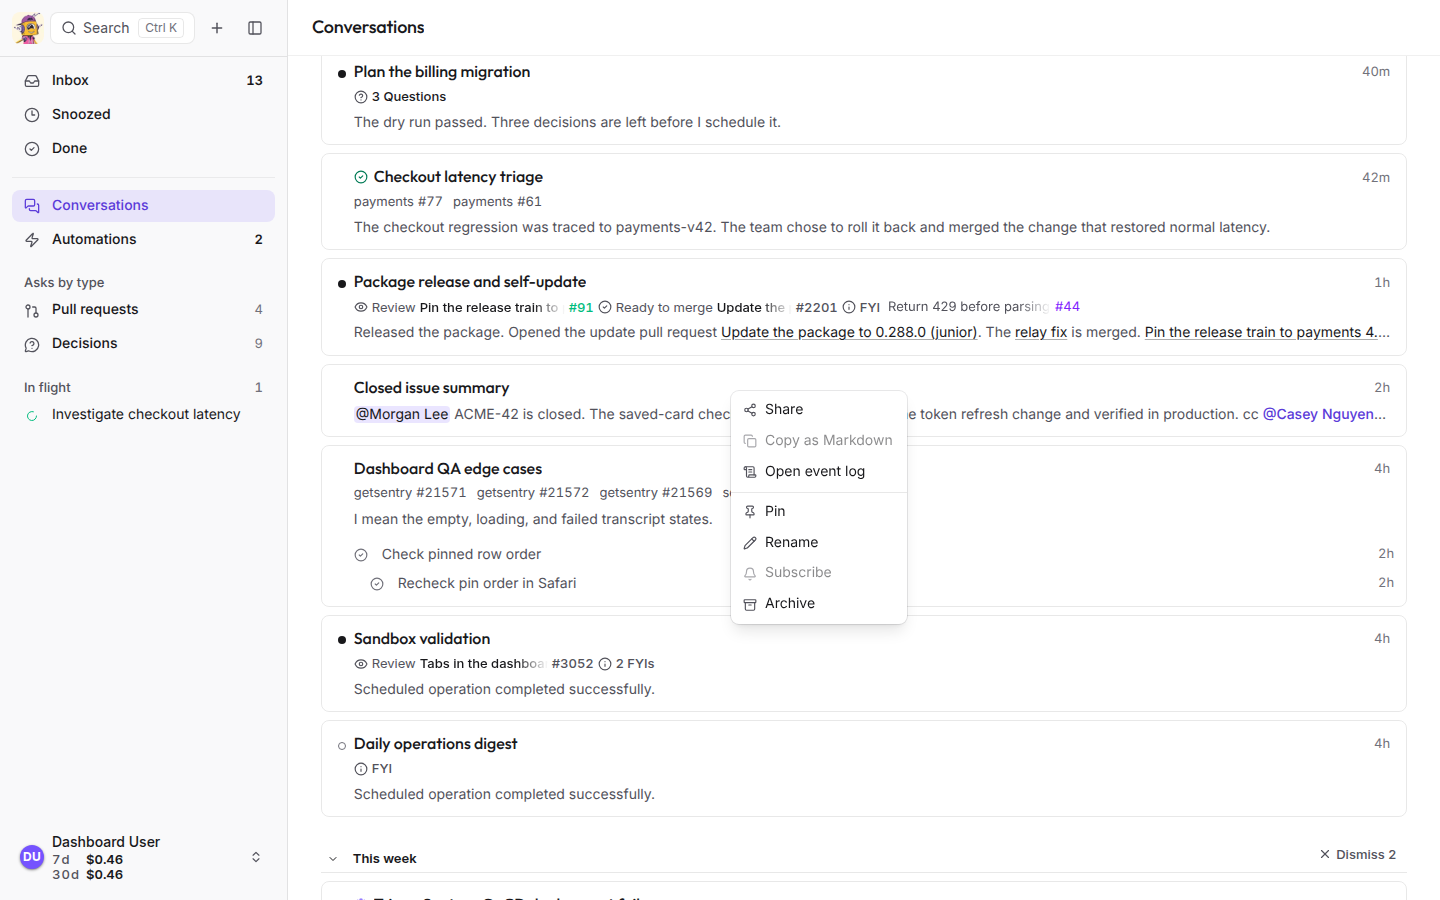 Search Ctrl K
Inbox 13
Snoozed
Done
Conversations
Automations 2
Asks by type
Pull requests 4
Decisions 9
In flight 1
Investigate checkout latency
Dashboard User
DU
7d $0.46
30d $0.46
Conversations
Plan the billing migration 40m
3 Questions
The dry run passed. Three decisions are left before I schedule it.
Checkout latency triage 42m
payments #77 payments #61
The checkout regression was traced to payments-v42. The team chose to roll it back and merged the change that restored normal latency.
Package release and self-update 1h
Review Pin the release train to #91 Ready to merge Update the #2201 FYI Return 429 before parsing #44
Released the package. Opened the update pull request Update the package to 0.288.0 (junior). The relay fix is merged. Pin the release train to payments 4....
Closed issue summary 2h
@Morgan Lee ACME-42 is closed. The saved-card token refresh change and verified in production. cc @Casey Nguyen...
Dashboard QA edge cases 4h
getsentry #21571 getsentry #21572 getsentry #21569
I mean the empty, loading, and failed transcript states.
Check pinned row order 2h
Recheck pin order in Safari 2h
Share
Copy as Markdown
Open event log
Pin
Rename
Subscribe
Archive
Sandbox validation 4h
Review Tabs in the dashboa #3052 2 FYIs
Scheduled operation completed successfully.
Daily operations digest 4h
FYI
Scheduled operation completed successfully.
This week Dismiss 2